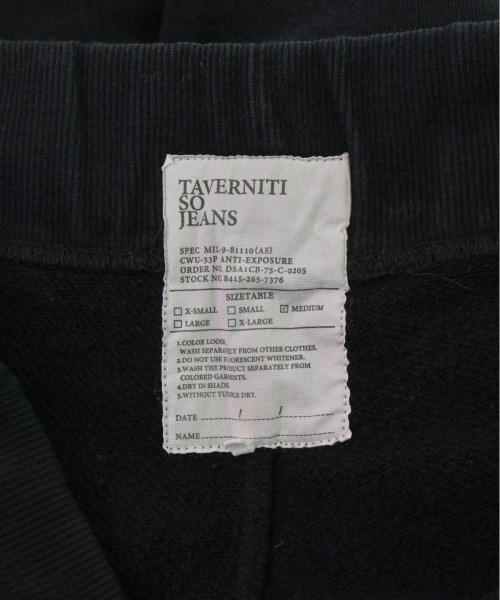 TAVERNITI
SO
JEANS
SPEC MIL-9-81110(AS)
CWU-33P ANTI-EXPOSURE
ORDER NO. DSA1CB-75-C-0205
STOCK NO 8415-265-7376
SIZETABLE
X-SMALL SMALL MEDIUM
LARGE X-LARGE
1.COLOR LOOSE,
WASH SEPARATELY FROM OTHER CLOTHES.
2.DO NOT USE FUORESCENT WHITENER.
3.WASH THE PRODUCT SEPARATELY FROM
COLORED GARMENTS.
4.DRY IN SHADE
5.WITHOUT TUMBLE DRY.
DATE / /
NAME